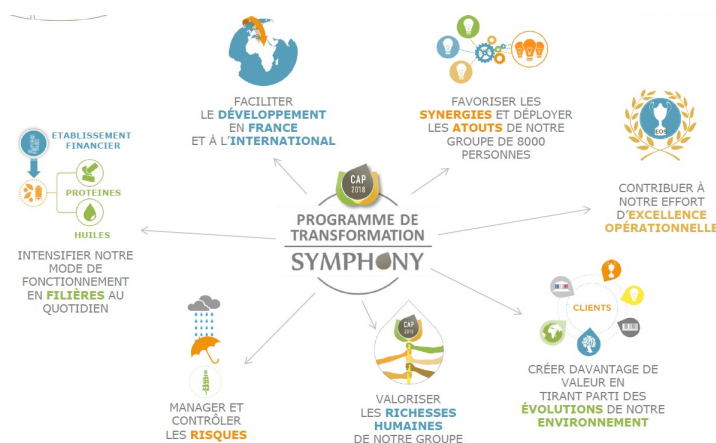 FACILITER
LE DÉVELOPPEMENT
EN FRANCE
ET À L'INTERNATIONAL
FAVORISER LES
SYNERGIES ET DÉPLOYER
LES ATOUTS DE NOTRE
GROUPE DE 8000
PERSONNES
EOS
CONTRIBUER À
NOTRE EFFORT
D'EXCELLENCE
OPÉRATIONNELLE
ETABLISSEMENT
FINANCIER
PROTEINES
HUILES
INTENSIFIER NOTRE
MODE DE
FONCTIONNEMENT
EN FILIÈRES AU
QUOTIDIEN
CAP
2018
PROGRAMME DE
TRANSFORMATION
SYMPHONY
CLIENTS
CRÉER DAVANTAGE DE
VALEUR EN
TIRANT PARTI DES
ÉVOLUTIONS DE NOTRE
ENVIRONNEMENT
MANAGER ET
CONTRÔLER
LES RISQUES
CAP
2018
VALORISER
LES RICHESSES
HUMAINES
DE NOTRE GROUPE